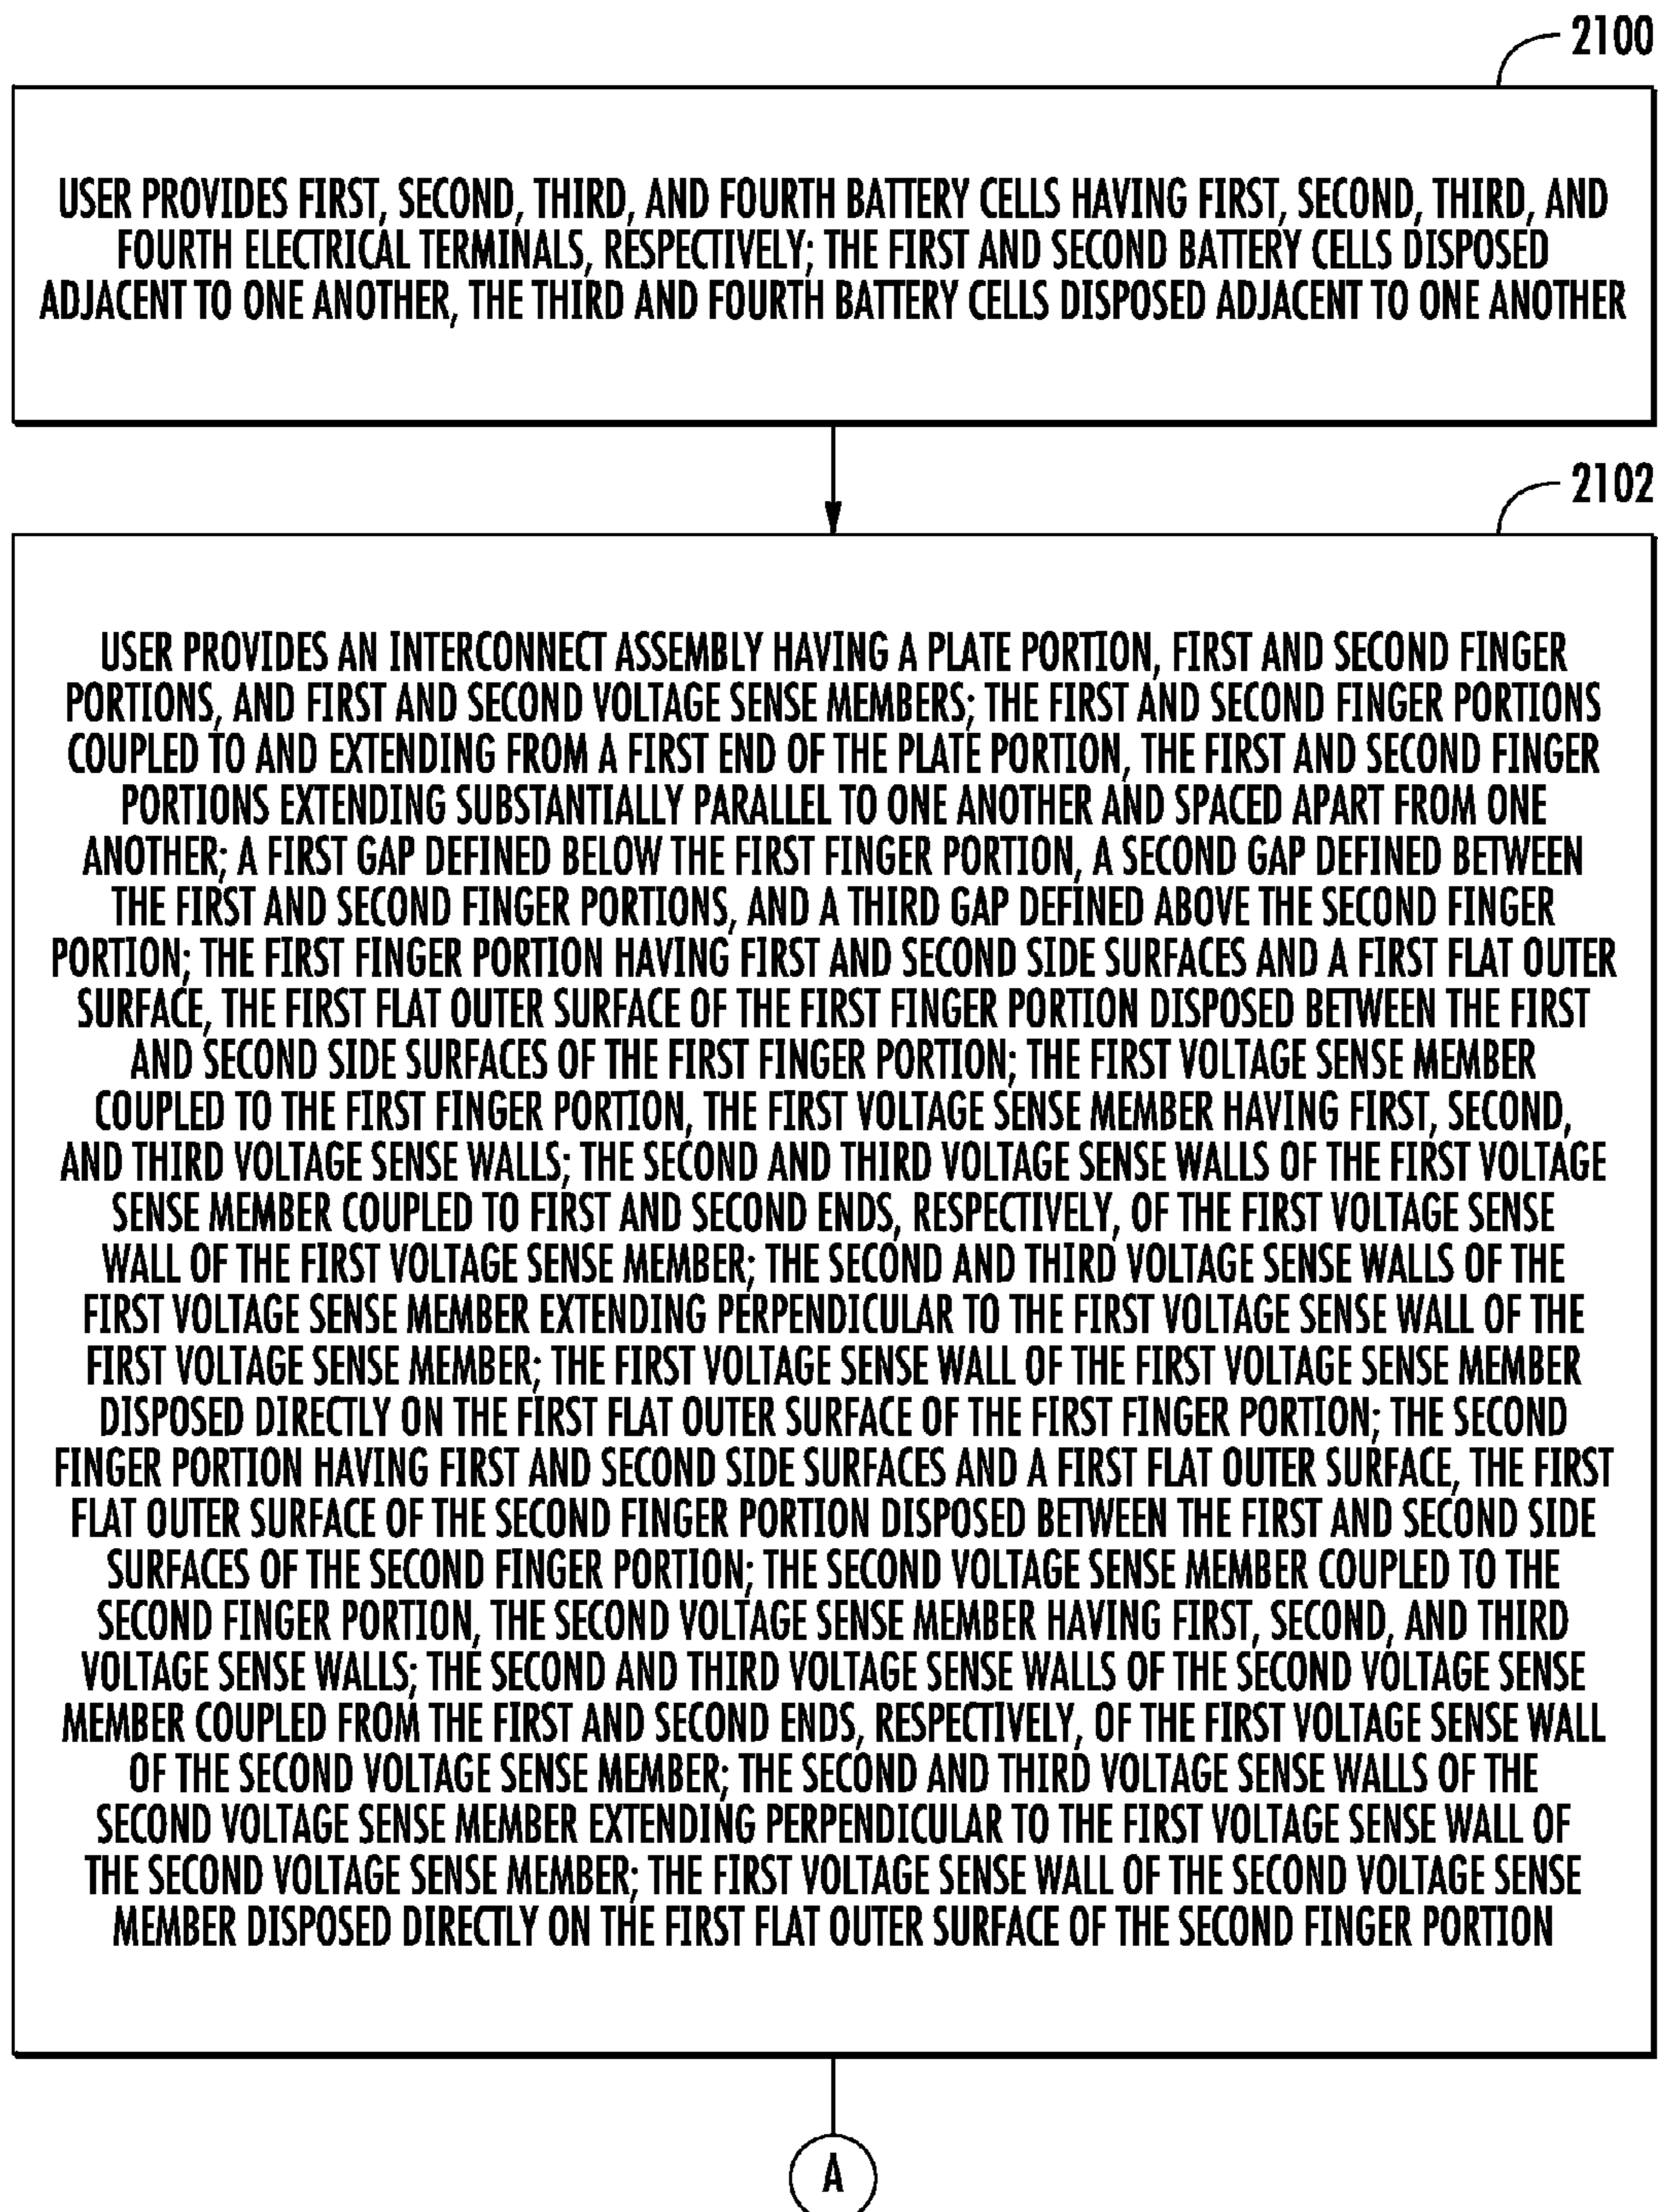 2100
USER PROVIDES FIRST, SECOND, THIRD, AND FOURTH BATTERY CELLS HAVING FIRST, SECOND, THIRD, AND
FOURTH ELECTRICAL TERMINALS, RESPECTIVELY; THE FIRST AND SECOND BATTERY CELLS DISPOSED
ADJACENT TO ONE ANOTHER, THE THIRD AND FOURTH BATTERY CELLS DISPOSED ADJACENT TO ONE ANOTHER
2102
USER PROVIDES AN INTERCONNECT ASSEMBLY HAVING A PLATE PORTION, FIRST AND SECOND FINGER
PORTIONS, AND FIRST AND SECOND VOLTAGE SENSE MEMBERS; THE FIRST AND SECOND FINGER PORTIONS
COUPLED TO AND EXTENDING FROM A FIRST END OF THE PLATE PORTION, THE FIRST AND SECOND FINGER
PORTIONS EXTENDING SUBSTANTIALLY PARALLEL TO ONE ANOTHER AND SPACED APART FROM ONE
ANOTHER; A FIRST GAP DEFINED BELOW THE FIRST FINGER PORTION, A SECOND GAP DEFINED BETWEEN
THE FIRST AND SECOND FINGER PORTIONS, AND A THIRD GAP DEFINED ABOVE THE SECOND FINGER
PORTION; THE FIRST FINGER PORTION HAVING FIRST AND SECOND SIDE SURFACES AND A FIRST FLAT OUTER
SURFACE, THE FIRST FLAT OUTER SURFACE OF THE FIRST FINGER PORTION DISPOSED BETWEEN THE FIRST
AND SECOND SIDE SURFACES OF THE FIRST FINGER PORTION; THE FIRST VOLTAGE SENSE MEMBER
COUPLED TO THE FIRST FINGER PORTION, THE FIRST VOLTAGE SENSE MEMBER HAVING FIRST, SECOND,
AND THIRD VOLTAGE SENSE WALLS; THE SECOND AND THIRD VOLTAGE SENSE WALLS OF THE FIRST VOLTAGE
SENSE MEMBER COUPLED TO FIRST AND SECOND ENDS, RESPECTIVELY, OF THE FIRST VOLTAGE SENSE
WALL OF THE FIRST VOLTAGE SENSE MEMBER; THE SECOND AND THIRD VOLTAGE SENSE WALLS OF THE
FIRST VOLTAGE SENSE MEMBER EXTENDING PERPENDICULAR TO THE FIRST VOLTAGE SENSE WALL OF THE
FIRST VOLTAGE SENSE MEMBER; THE FIRST VOLTAGE SENSE WALL OF THE FIRST VOLTAGE SENSE MEMBER
DISPOSED DIRECTLY ON THE FIRST FLAT OUTER SURFACE OF THE FIRST FINGER PORTION; THE SECOND
FINGER PORTION HAVING FIRST AND SECOND SIDE SURFACES AND A FIRST FLAT OUTER SURFACE, THE FIRST
FLAT OUTER SURFACE OF THE SECOND FINGER PORTION DISPOSED BETWEEN THE FIRST AND SECOND SIDE
SURFACES OF THE SECOND FINGER PORTION; THE SECOND VOLTAGE SENSE MEMBER COUPLED TO THE
SECOND FINGER PORTION, THE SECOND VOLTAGE SENSE MEMBER HAVING FIRST, SECOND, AND THIRD
VOLTAGE SENSE WALLS; THE SECOND AND THIRD VOLTAGE SENSE WALLS OF THE SECOND VOLTAGE SENSE
MEMBER COUPLED FROM THE FIRST AND SECOND ENDS, RESPECTIVELY, OF THE FIRST VOLTAGE SENSE WALL
OF THE SECOND VOLTAGE SENSE MEMBER; THE SECOND AND THIRD VOLTAGE SENSE WALLS OF THE
SECOND VOLTAGE SENSE MEMBER EXTENDING PERPENDICULAR TO THE FIRST VOLTAGE SENSE WALL OF
THE SECOND VOLTAGE SENSE MEMBER; THE FIRST VOLTAGE SENSE WALL OF THE SECOND VOLTAGE SENSE
MEMBER DISPOSED DIRECTLY ON THE FIRST FLAT OUTER SURFACE OF THE SECOND FINGER PORTION
A